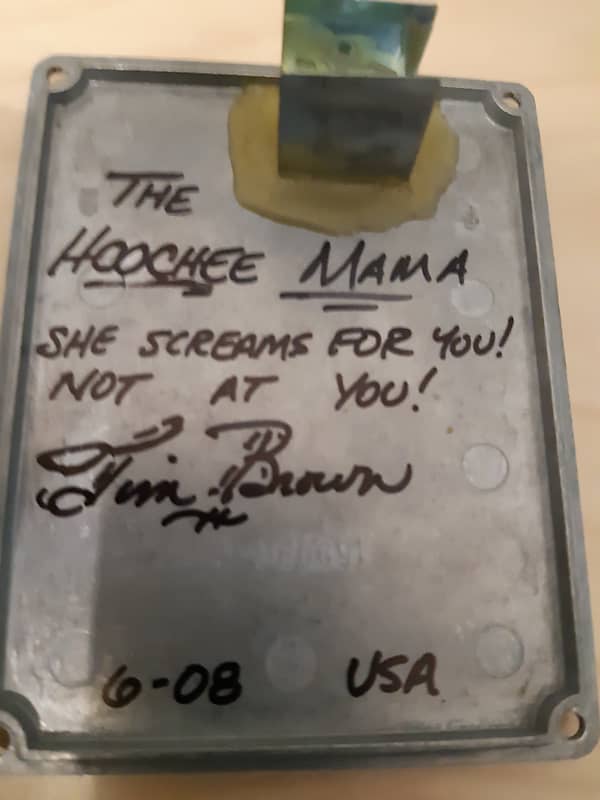 THE
HOOCHEE MAMA
SHE SCREAMS FOR YOU!
NOT AT YOU!
Tim Brown
6-08 USA